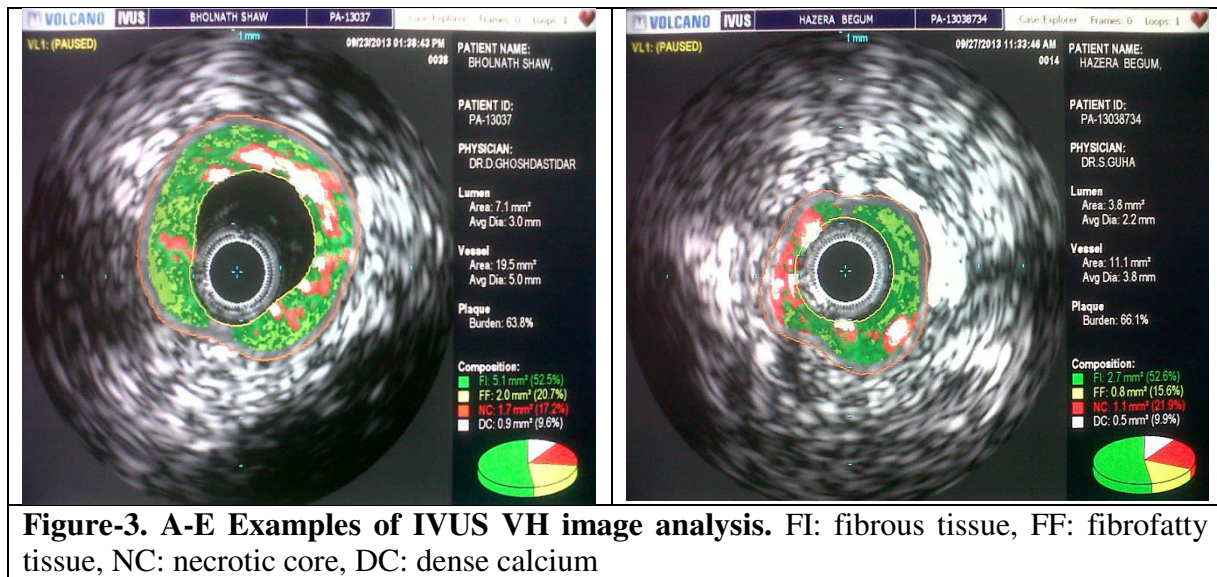 VOLCANO IVUS BHOLNATH SHAW PA-13037 Case Explorer Frames: 0 Loops: 1
1 mm
VL1: (PAUSED)
09/23/2013 01:38:43 PM
0038
PATIENT NAME:
BHOLNATH SHAW,
PATIENT ID:
PA-13037
PHYSICIAN:
DR.D.GHOSHDASTIDAR
Lumen
Area: 7.1 mm²
Avg Dia: 3.0 mm
Vessel
Area: 19.5 mm²
Avg Dia: 5.0 mm
Plaque
Burden: 63.8%
Composition:
FI: 5.1 mm² (52.5%)
FF: 2.0 mm² (20.7%)
NC: 1.7 mm² (17.2%)
DC: 0.9 mm² (9.6%)
VOLCANO IVUS HAZERA BEGUM PA-13038734 Case Explorer Frames: 0 Loops: 1
1 mm
VL1: (PAUSED)
09/27/2013 11:33:46 AM
0014
PATIENT NAME:
HAZERA BEGUM,
PATIENT ID:
PA-13038734
PHYSICIAN:
DR.S.GUHA
Lumen
Area: 3.8 mm²
Avg Dia: 2.2 mm
Vessel
Area: 11.1 mm²
Avg Dia: 3.8 mm
Plaque
Burden: 66.1%
Composition:
FI: 2.7 mm² (52.6%)
FF: 0.8 mm² (15.6%)
NC: 1.1 mm² (21.9%)
DC: 0.5 mm² (9.9%)
Figure-3. A-E Examples of IVUS VH image analysis. FI: fibrous tissue, FF: fibrofatty
tissue, NC: necrotic core, DC: dense calcium